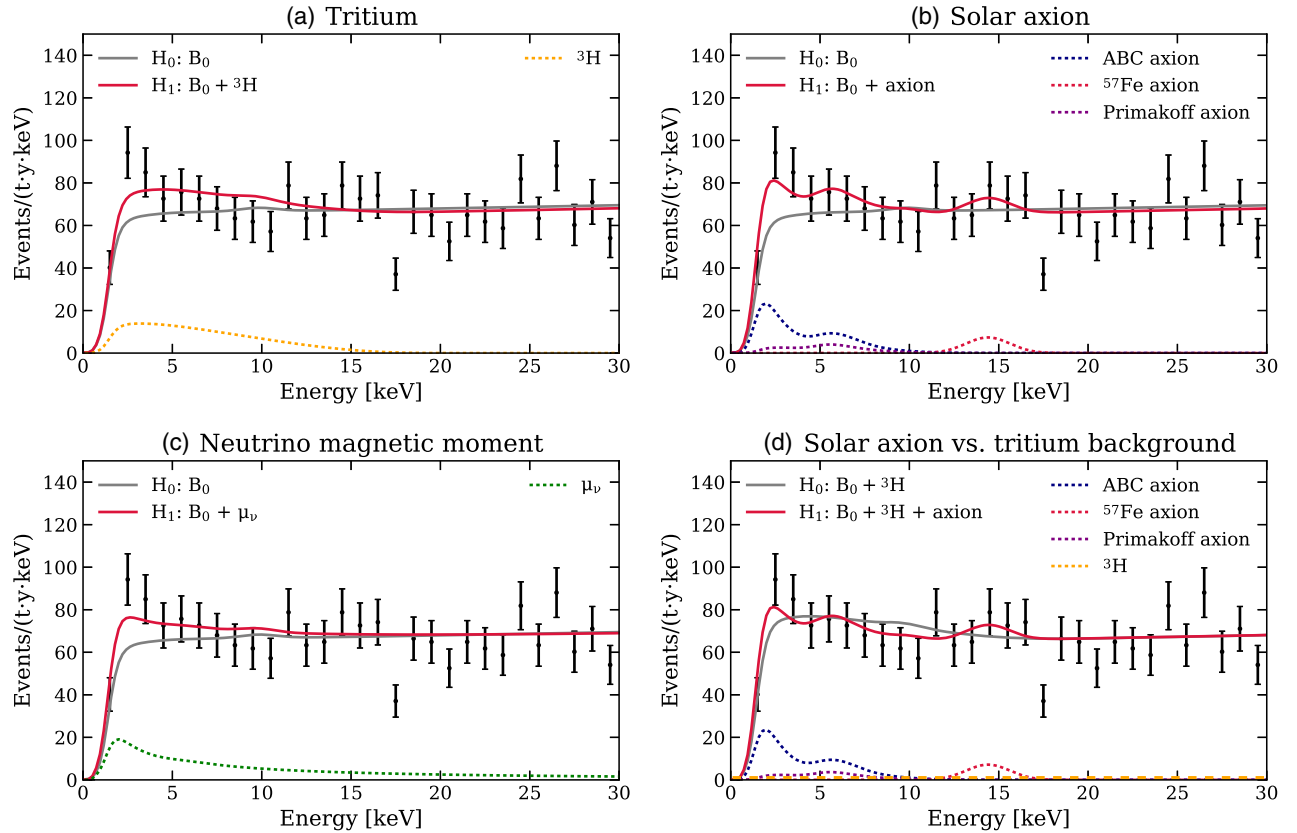 (a) Tritium
H₀: B₀
H₁: B₀ + ³H
³H
Events/(t·y·keV)
140
120
100
80
60
40
20
0
0 5 10 15 20 25 30
Energy [keV]
(b) Solar axion
H₀: B₀
H₁: B₀ + axion
ABC axion
⁵⁷Fe axion
Primakoff axion
Events/(t·y·keV)
140
120
100
80
60
40
20
0
0 5 10 15 20 25 30
Energy [keV]
(c) Neutrino magnetic moment
H₀: B₀
H₁: B₀ + μᵥ
μᵥ
Events/(t·y·keV)
140
120
100
80
60
40
20
0
0 5 10 15 20 25 30
Energy [keV]
(d) Solar axion vs. tritium background
H₀: B₀ + ³H
H₁: B₀ + ³H + axion
ABC axion
⁵⁷Fe axion
Primakoff axion
³H
Events/(t·y·keV)
140
120
100
80
60
40
20
0
0 5 10 15 20 25 30
Energy [keV]